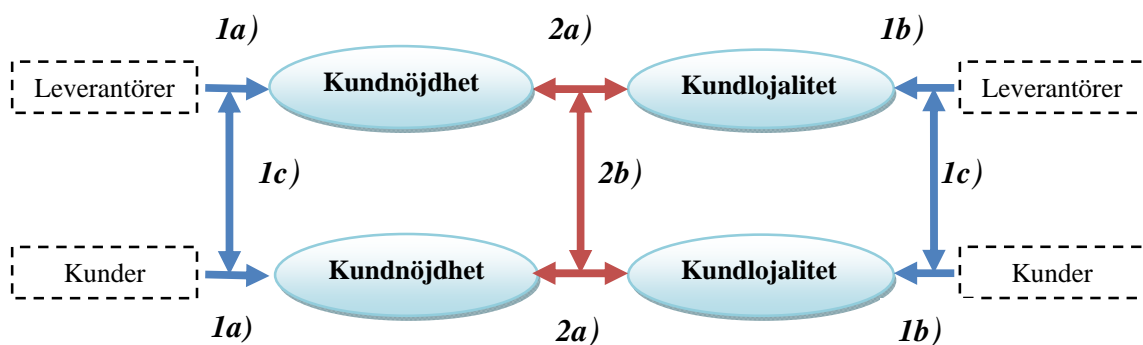 1a) 2a) 1b)
Leverantörer Kundnöjdhet Kundlojalitet Leverantörer
1c) 2b) 1c)
Kunder Kundnöjdhet Kundlojalitet Kunder
1a) 2a) 1b)